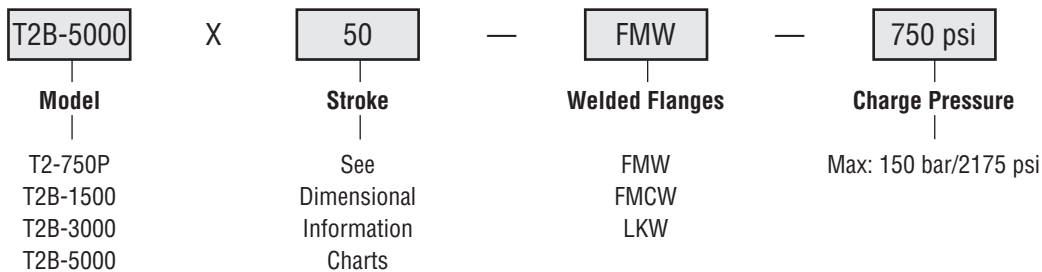 T2B-5000 X 50 — FMW — 750 psi
Model Stroke Welded Flanges Charge Pressure
T2-750P See FMW Max: 150 bar/2175 psi
T2B-1500 Dimensional FMCW
T2B-3000 Information LKW
T2B-5000 Charts